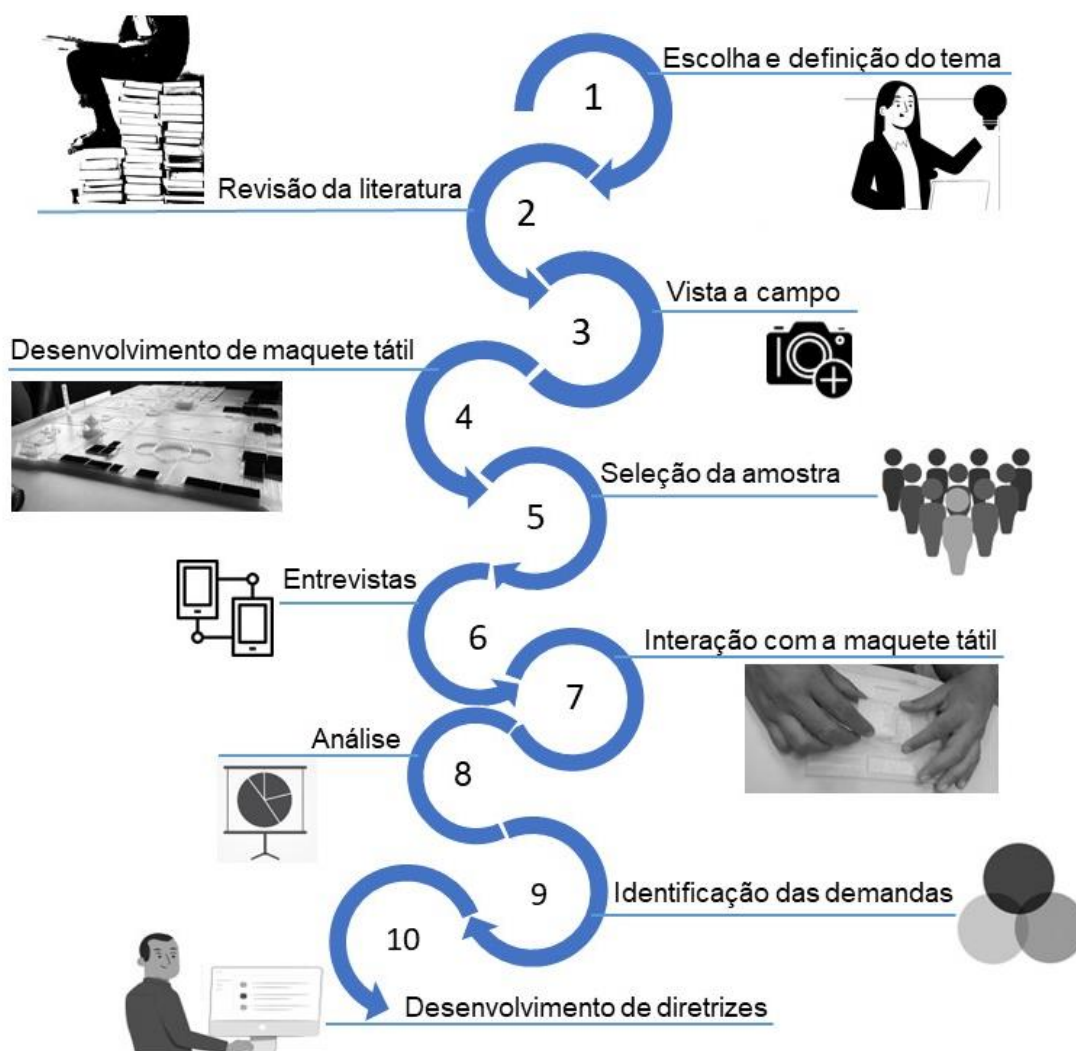 1
Escolha e definição do tema
2
Revisão da literatura
3
Vista a campo
4
Desenvolvimento de maquete tátil
5
Seleção da amostra
6
Entrevistas
7
Interação com a maquete tátil
8
Análise
9
Identificação das demandas
10
Desenvolvimento de diretrizes